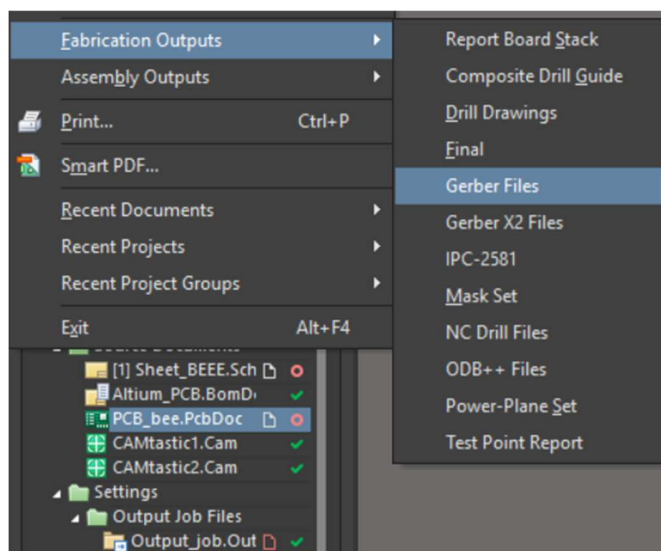 Fabrication Outputs
Assembly Outputs
Print... Ctrl+P
Smart PDF...
Recent Documents
Recent Projects
Recent Project Groups
Exit Alt+F4
Report Board Stack
Composite Drill Guide
Drill Drawings
Final
Gerber Files
Gerber X2 Files
IPC-2581
Mask Set
NC Drill Files
ODB++ Files
Power-Plane Set
Test Point Report
Source Documents
[1] Sheet_BEEE.Sch
Altium_PCB.BomD
PCB_bee.PcbDoc
CAMtastic1.Cam
CAMtastic2.Cam
Settings
Output Job Files
Output_job.Out